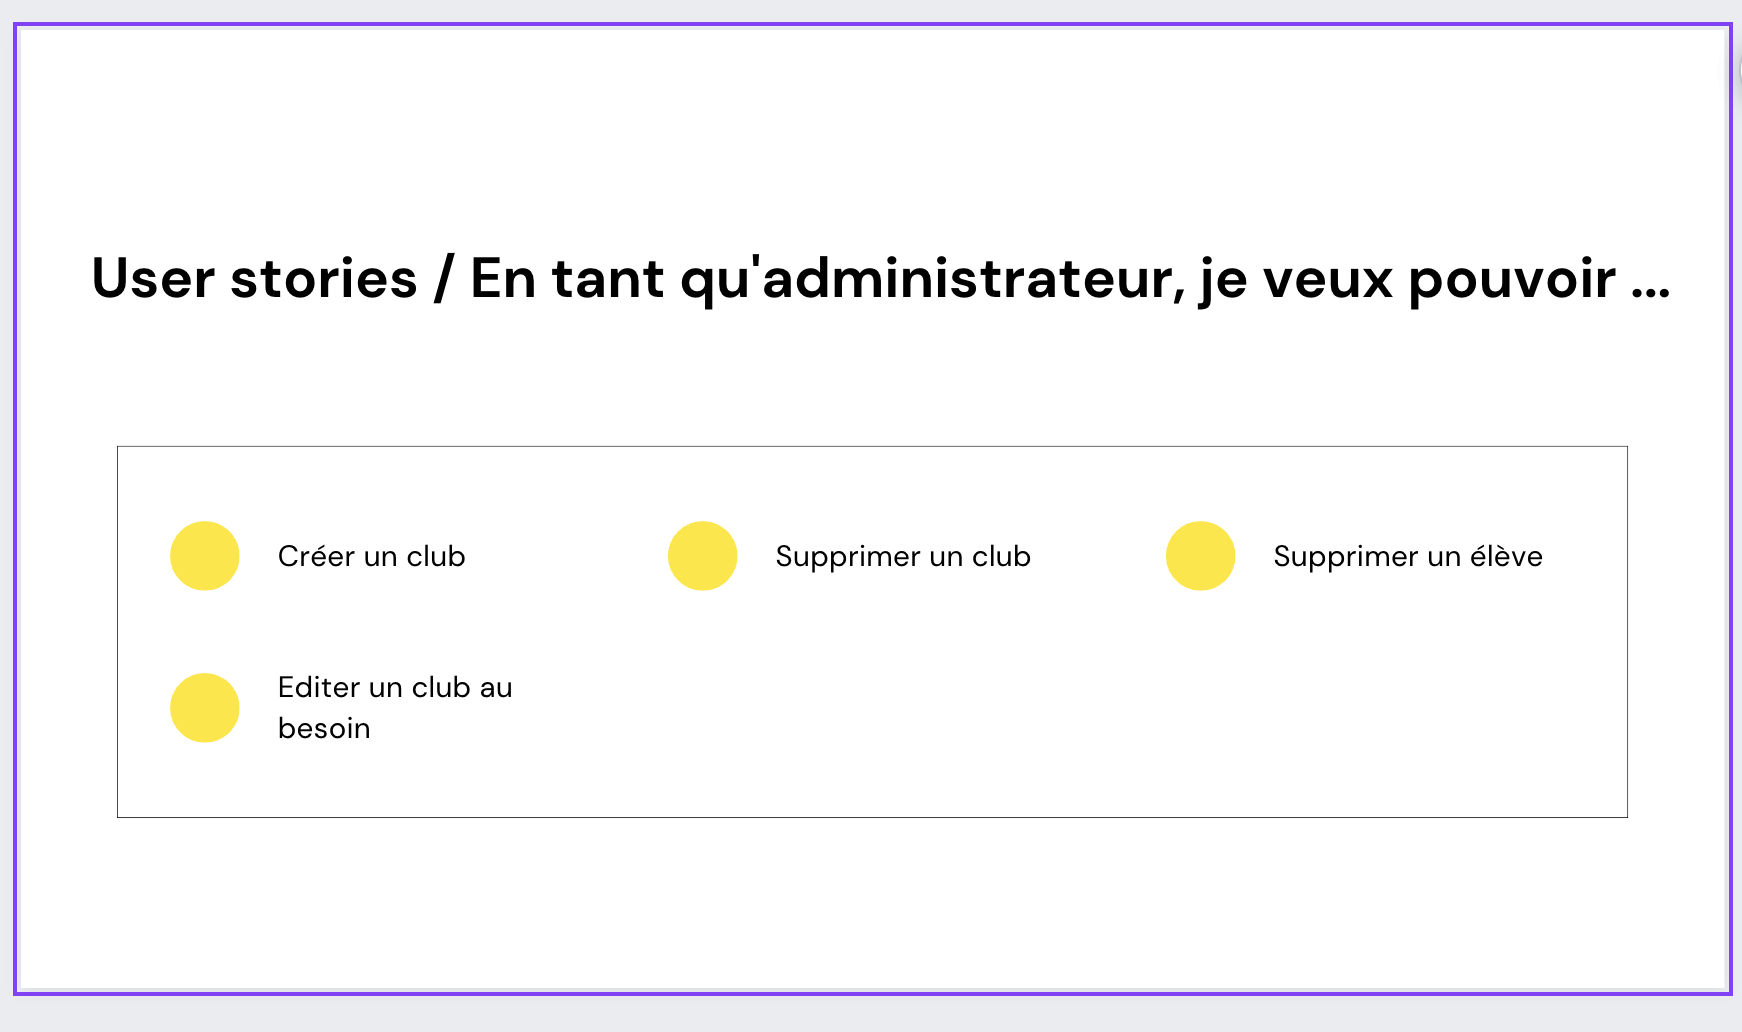 User stories / En tant qu'administrateur, je veux pouvoir ...
Créer un club
Supprimer un club
Supprimer un élève
Editer un club au
besoin